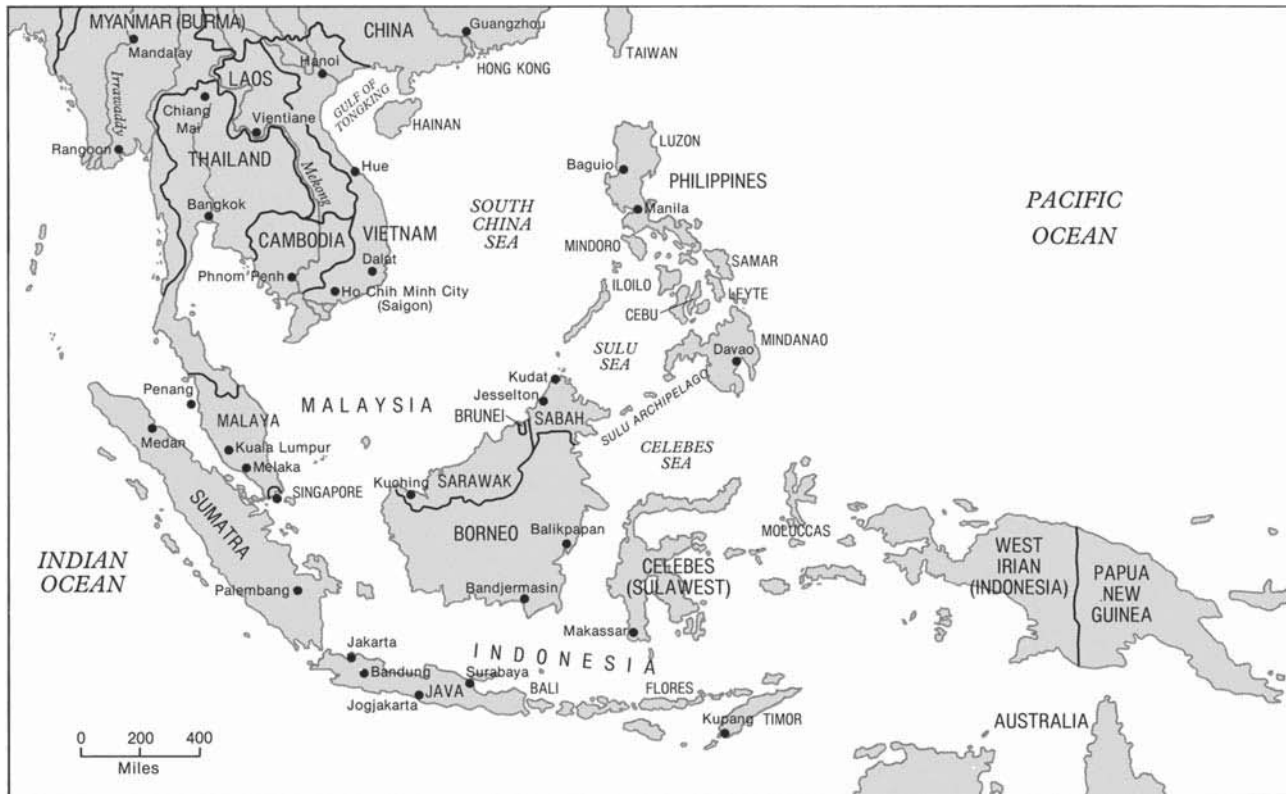 MYANMAR (BURMA)
Mandalay
Irrawaddy
Rangoon
CHINA
Guangzhou
HONG KONG
TAIWAN
LAOS
Hanoi
GULF OF
TONGKING
HAINAN
Chiang
Mai
Vientiane
THAILAND
Mekong
Hue
Bangkok
CAMBODIA
VIETNAM
Dalat
Phnom Penh
Ho Chih Minh City
(Saigon)
SOUTH
CHINA
SEA
LUZON
Baguio
PHILIPPINES
Manila
MINDORO
SAMAR
ILOILO
LEYTE
CEBU
MINDANAO
Davao
SULU
SEA
SULU ARCHIPELAGO
PACIFIC
OCEAN
Penang
MALAYSIA
MALAYA
Kuala Lumpur
Melaka
SINGAPORE
Medan
SUMATRA
Palembang
Kudat
Jesselton
BRUNEI
SABAH
Kuching
SARAWAK
BORNEO
Balikpapan
Bandjermasin
CELEBES
SEA
CELEBES
(SULAWEST)
Makassar
MOLUCCAS
INDIAN
OCEAN
WEST
IRIAN
(INDONESIA)
PAPUA
NEW
GUINEA
INDONESIA
Jakarta
Bandung
Surabaya
JAVA
Jogjakarta
BALI
FLORES
Kupang TIMOR
AUSTRALIA
0 200 400
Miles